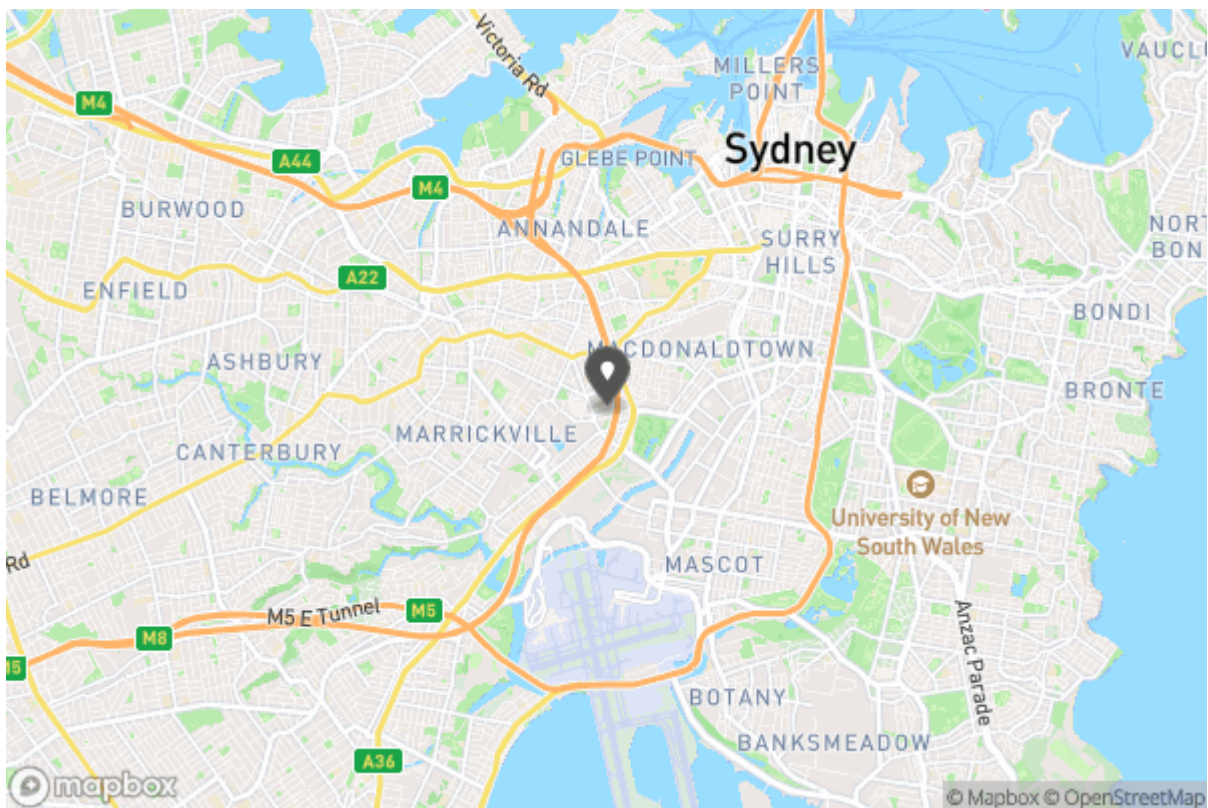 Victoria Rd
VAUCLU
MILLERS
POINT
M4
Sydney
A44
GLEBE POINT
M4
BURWOOD
ANNANDALE
NORT
BON
SURRY
HILLS
A22
ENFIELD
BONDI
MACDONALDTOWN
ASHBURY
BRONTE
MARRICKVILLE
CANTERBURY
BELMORE
University of New
South Wales
Rd
MASCOT
M5 E Tunnel
M5
M8
15
Anzac Parade
BOTANY
BANKSMEADOW
A36
mapbox
© Mapbox © OpenStreetMap